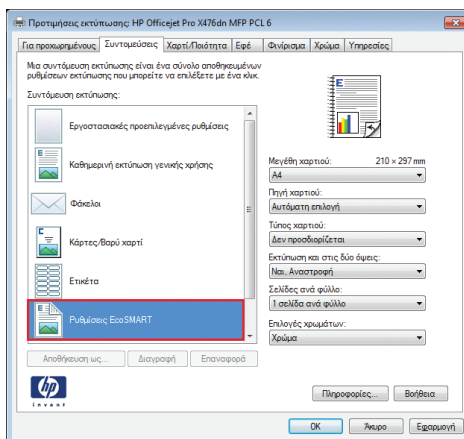 Προτιμήσεις εκτύπωσης: HP Officejet Pro X476dn MFP PCL 6
Για προχωρημένους Συντομεύσεις Χαρτί/Ποιότητα Εφέ Φινίρισμα Χρώμα Υπηρεσίες
Μια συντόμευση εκτύπωσης είναι ένα σύνολο αποθηκευμένων
ρυθμίσεων εκτύπωσης που μπορείτε να επιλέξετε με ένα κλικ.
Συντόμευση εκτύπωσης:
Εργοστασιακές προεπιλεγμένες ρυθμίσεις
Καθημερινή εκτύπωση γενικής χρήσης
Φάκελοι
Κάρτες/Βαρύ χαρτί
Ετικέτα
Ρυθμίσεις EcoSMART
Αποθήκευση ως... Διαγραφή Επαναφορά
Μεγέθη χαρτιού: 210 × 297 mm
A4
Πηγή χαρτιού:
Αυτόματη επιλογή
Τύπος χαρτιού:
Δεν προσδιορίζεται
Εκτύπωση και στις δύο όψεις:
Ναι, Αναστροφή
Σελίδες ανά φύλλο:
1 σελίδα ανά φύλλο
Επιλογές χρωμάτων:
Χρώμα
hp
invent
Πληροφορίες... Βοήθεια
OK Άκυρο Εφαρμογή